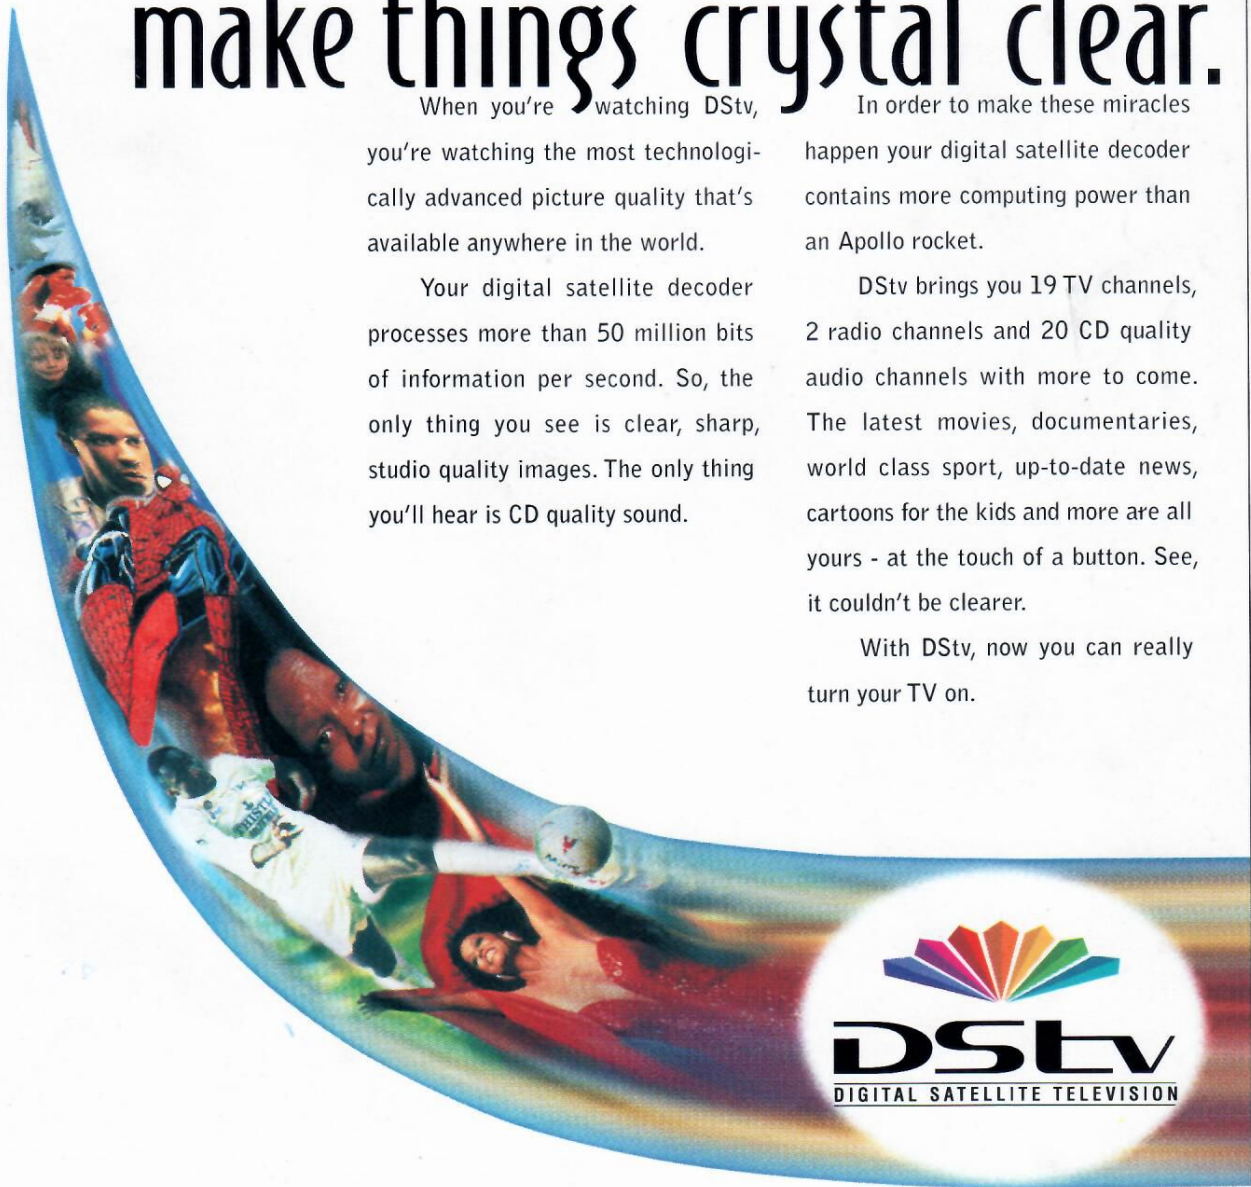 make things crystal clear.
When you're watching DStv,
you're watching the most technologi-
cally advanced picture quality that's
available anywhere in the world.
Your digital satellite decoder
processes more than 50 million bits
of information per second. So, the
only thing you see is clear, sharp,
studio quality images. The only thing
you'll hear is CD quality sound.
In order to make these miracles
happen your digital satellite decoder
contains more computing power than
an Apollo rocket.
DStv brings you 19 TV channels,
2 radio channels and 20 CD quality
audio channels with more to come.
The latest movies, documentaries,
world class sport, up-to-date news,
cartoons for the kids and more are all
yours - at the touch of a button. See,
it couldn't be clearer.
With DStv, now you can really
turn your TV on.
THISTLE
DStv
DIGITAL SATELLITE TELEVISION